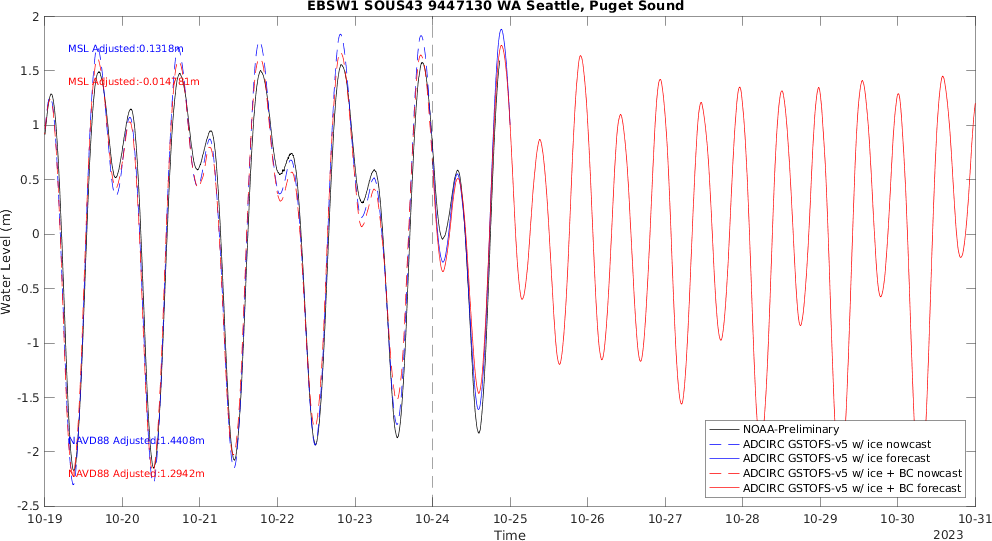 EBSW1 SOUS43 9447130 WA Seattle, Puget Sound
2
1.5
1
0.5
0
-0.5
-1
-1.5
-2
-2.5
Water Level (m)
MSL Adjusted:0.1318m
MSL Adjusted:-0.014781m
NAVD88 Adjusted:1.4408m
NAVD88 Adjusted:1.2942m
NOAA-Preliminary
ADCIRC GSTOFS-v5 w/ ice nowcast
ADCIRC GSTOFS-v5 w/ ice forecast
ADCIRC GSTOFS-v5 w/ ice + BC nowcast
ADCIRC GSTOFS-v5 w/ ice + BC forecast
10-19 10-20 10-21 10-22 10-23 10-24 10-25 10-26 10-27 10-28 10-29 10-30 10-31
Time
2023